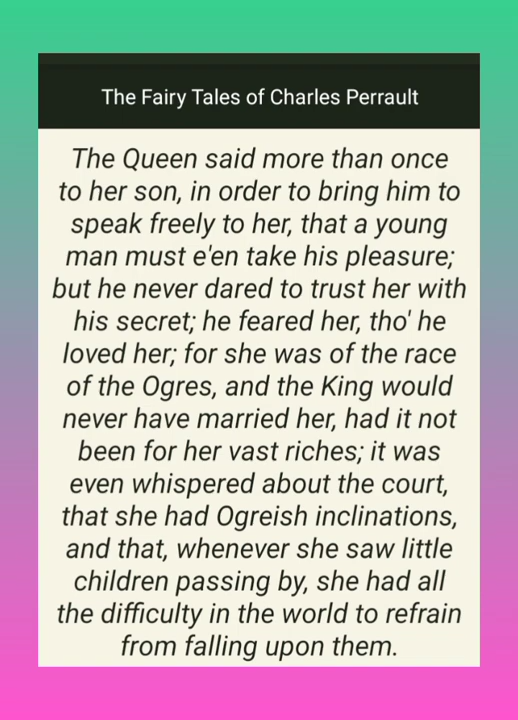 The Fairy Tales of Charles Perrault
The Queen said more than once
to her son, in order to bring him to
speak freely to her, that a young
man must e'en take his pleasure;
but he never dared to trust her with
his secret; he feared her, tho' he
loved her; for she was of the race
of the Ogres, and the King would
never have married her, had it not
been for her vast riches; it was
even whispered about the court,
that she had Ogreish inclinations,
and that, whenever she saw little
children passing by, she had all
the difficulty in the world to refrain
from falling upon them.